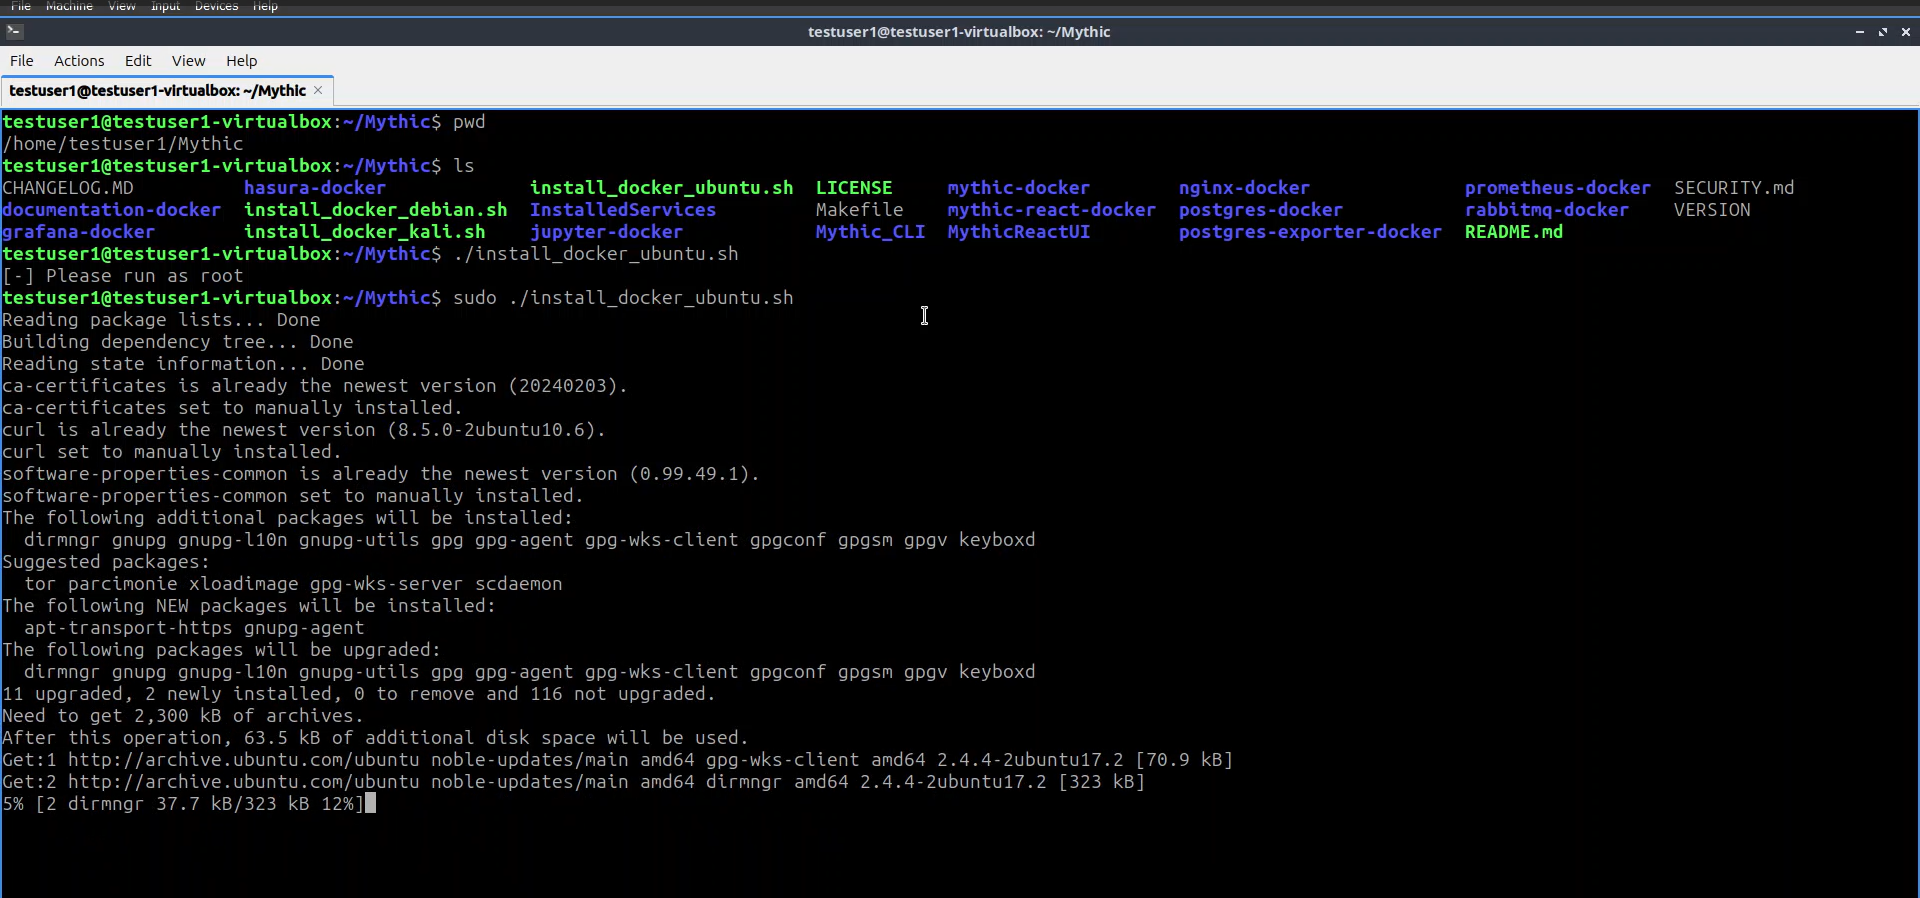 File Machine View Input Devices Help
testuser1@testuser1-virtualbox: ~/Mythic
File Actions Edit View Help
testuser1@testuser1-virtualbox: ~/Mythic
testuser1@testuser1-virtualbox:~/Mythic$ pwd
/home/testuser1/Mythic
testuser1@testuser1-virtualbox:~/Mythic$ ls
CHANGELOG.MD hasura-docker install_docker_ubuntu.sh LICENSE mythic-docker nginx-docker prometheus-docker SECURITY.md
documentation-docker install_docker_debian.sh InstalledServices Makefile mythic-react-docker postgres-docker rabbitmq-docker VERSION
grafana-docker install_docker_kali.sh jupyter-docker Mythic_CLI MythicReactUI postgres-exporter-docker README.md
testuser1@testuser1-virtualbox:~/Mythic$ ./install_docker_ubuntu.sh
[-] Please run as root
testuser1@testuser1-virtualbox:~/Mythic$ sudo ./install_docker_ubuntu.sh
Reading package lists... Done
Building dependency tree... Done
Reading state information... Done
ca-certificates is already the newest version (20240203).
ca-certificates set to manually installed.
curl is already the newest version (8.5.0-2ubuntu10.6).
curl set to manually installed.
software-properties-common is already the newest version (0.99.49.1).
software-properties-common set to manually installed.
The following additional packages will be installed:
dirmngr gnupg gnupg-l10n gnupg-utils gpg gpg-agent gpg-wks-client gpgconf gpgsm gpgv keyboxd
Suggested packages:
tor parcimonie xloadimage gpg-wks-server scdaemon
The following NEW packages will be installed:
apt-transport-https gnupg-agent
The following packages will be upgraded:
dirmngr gnupg gnupg-l10n gnupg-utils gpg gpg-agent gpg-wks-client gpgconf gpgsm gpgv keyboxd
11 upgraded, 2 newly installed, 0 to remove and 116 not upgraded.
Need to get 2,300 kB of archives.
After this operation, 63.5 kB of additional disk space will be used.
Get:1 http://archive.ubuntu.com/ubuntu noble-updates/main amd64 gpg-wks-client amd64 2.4.4-2ubuntu17.2 [70.9 kB]
Get:2 http://archive.ubuntu.com/ubuntu noble-updates/main amd64 dirmngr amd64 2.4.4-2ubuntu17.2 [323 kB]
5% [2 dirmngr 37.7 kB/323 kB 12%]